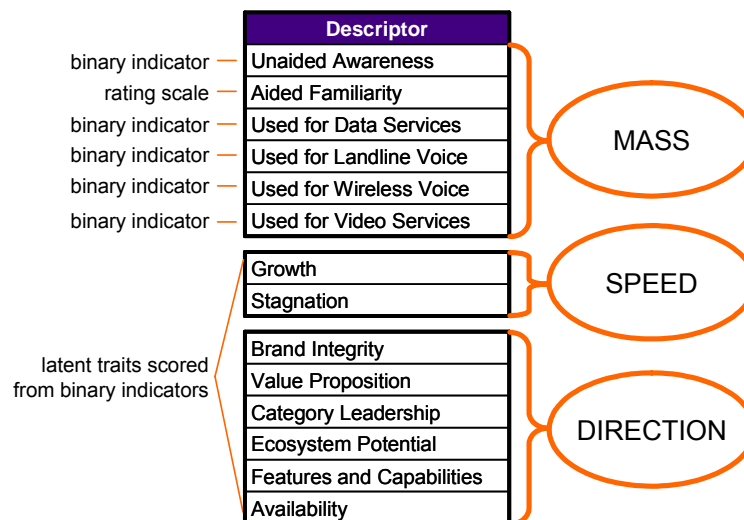 Descriptor
binary indicator
Unaided Awareness
rating scale
Aided Familiarity
binary indicator
Used for Data Services
binary indicator
Used for Landline Voice
binary indicator
Used for Wireless Voice
binary indicator
Used for Video Services
MASS
Growth
Stagnation
SPEED
latent traits scored
from binary indicators
Brand Integrity
Value Proposition
Category Leadership
Ecosystem Potential
Features and Capabilities
Availability
DIRECTION